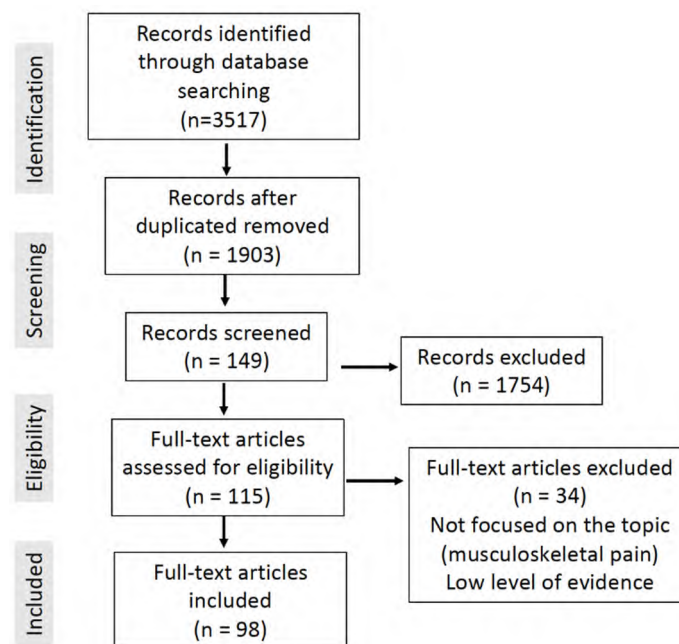 Identification
Records identified
through database
searching
(n=3517)
Records after
duplicated removed
(n = 1903)
Screening
Records screened
(n = 149)
Records excluded
(n = 1754)
Eligibility
Full-text articles
assessed for eligibility
(n = 115)
Full-text articles excluded
(n = 34)
Not focused on the topic
(musculoskeletal pain)
Low level of evidence
Included
Full-text articles
included
(n = 98)